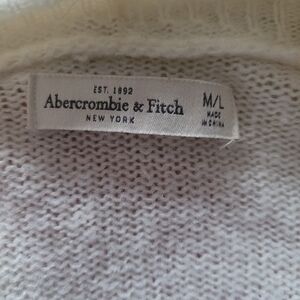 EST. 1892
Abercrombie & Fitch
NEW YORK
M/L
MADE
IN CHINA